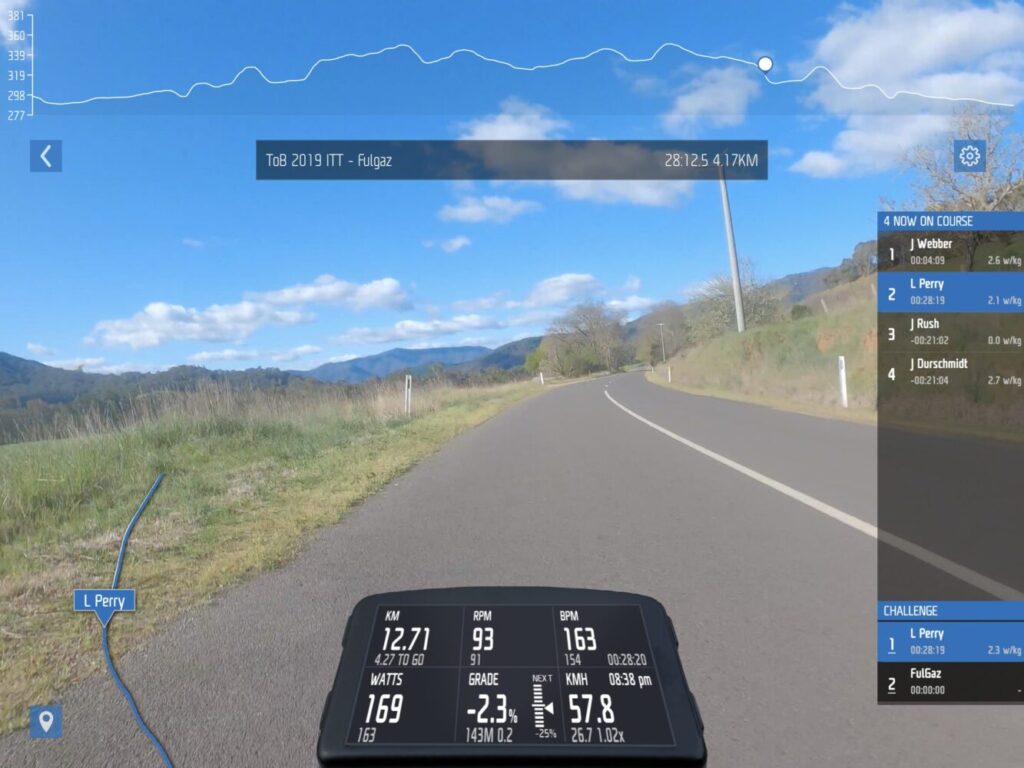 381
360
339
319
298
277
ToB 2019 ITT - Fulgaz 28:12.5 4.17KM
4 NOW ON COURSE
1 J Webber
00:04:09 2.6 w/kg
2 L Perry
00:28:19 2.1 w/kg
3 J Rush
-00:21:02 0.0 w/kg
4 J Durschmidt
-00:21:04 2.7 w/kg
L Perry
CHALLENGE
1 L Perry
00:28:19 2.3 w/kg
2 FulGaz
00:00:00 -
KM RPM BPM
12.71 93 163
4.27 TO GO 91 154 00:28:20
WATTS GRADE NEXT KMH 08:38 pm
169 -2.3% 57.8
163 143M 0.2 -25% 26.7 1.02x